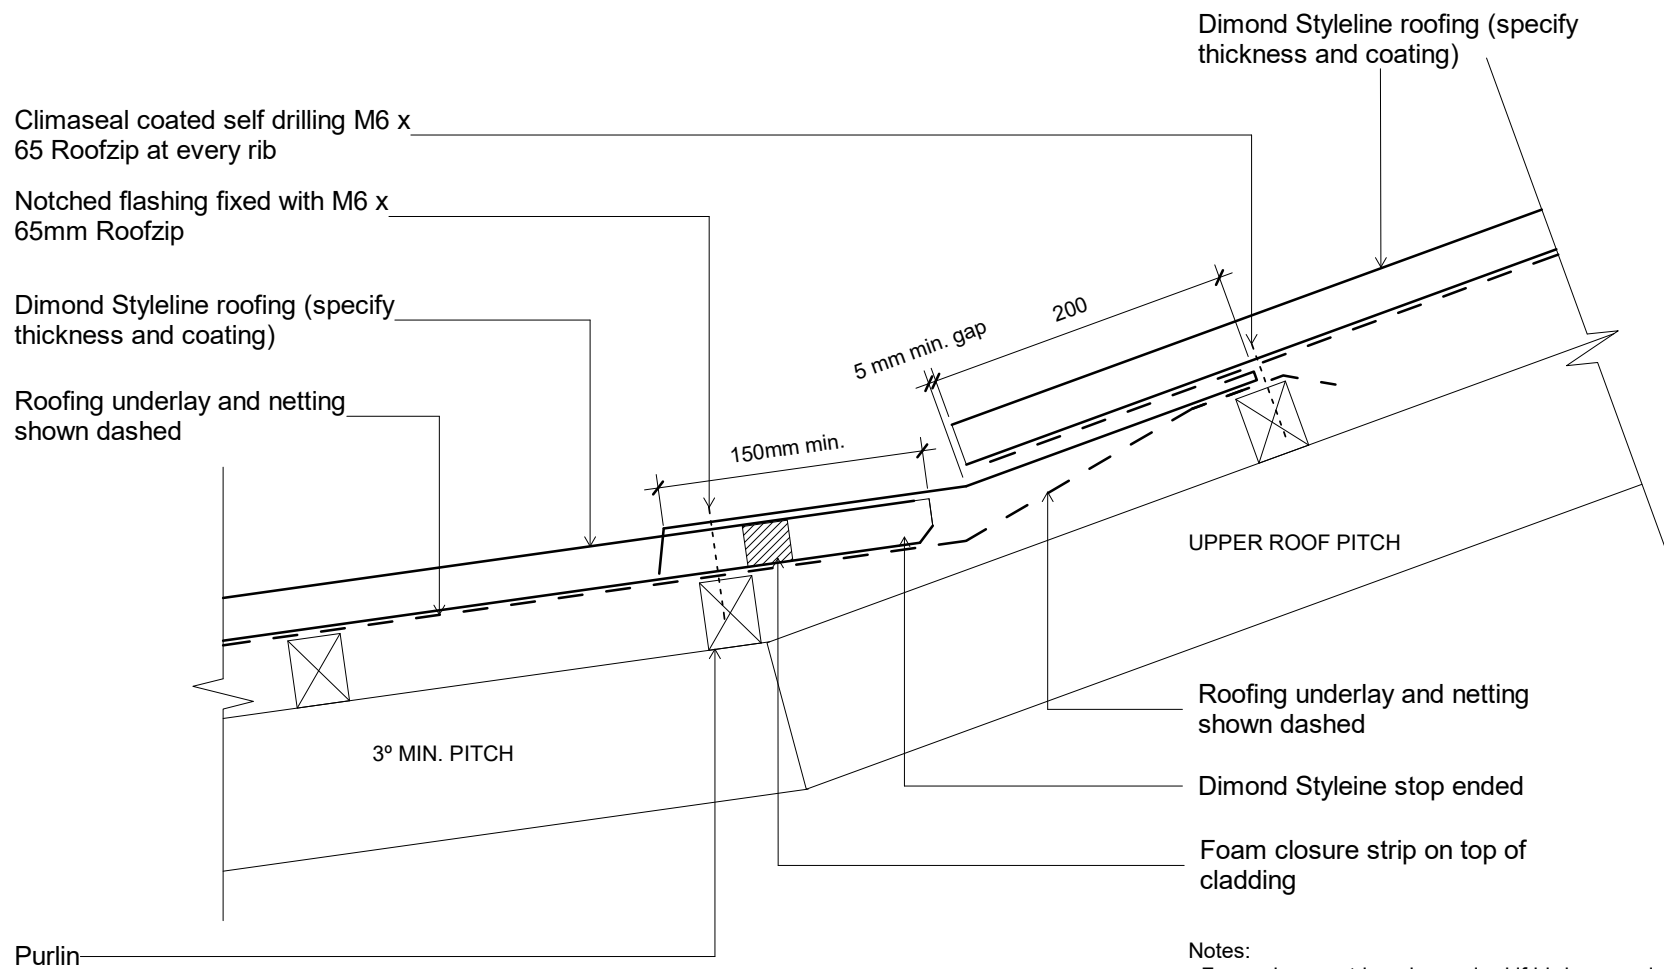 Dimond Styleline roofing (specify
thickness and coating)
Climaseal coated self drilling M6 x
65 Roofzip at every rib
Notched flashing fixed with M6 x
65mm Roofzip
Dimond Styleline roofing (specify
thickness and coating)
Roofing underlay and netting
shown dashed
200
5 mm min. gap
150mm min.
UPPER ROOF PITCH
3º MIN. PITCH
Roofing underlay and netting
shown dashed
Dimond Styleine stop ended
Foam closure strip on top of
cladding
Purlin
Notes: